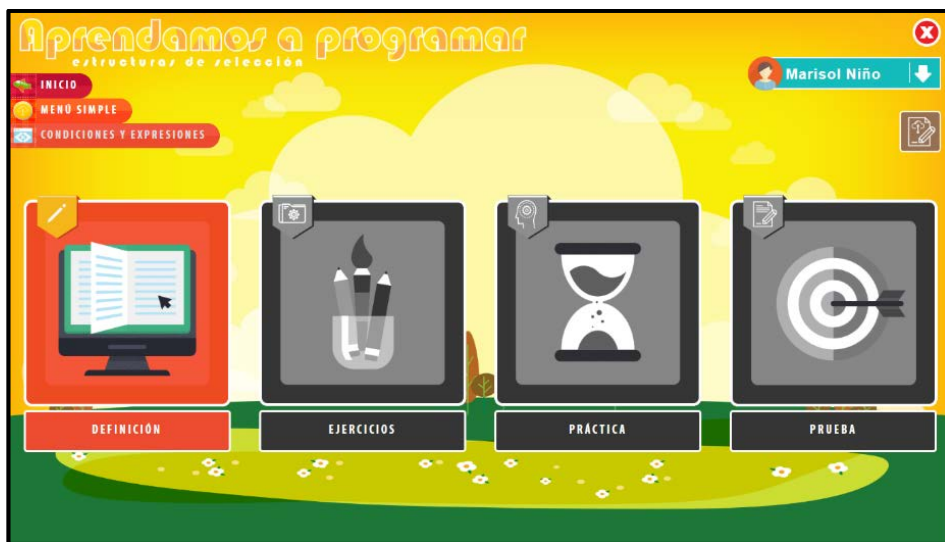 Aprendamos a programar
estructuras de selección
INICIO
MENÚ SIMPLE
CONDICIONES Y EXPRESIONES
Marisol Niño
DEFINICIÓN
EJERCICIOS
PRÁCTICA
PRUEBA